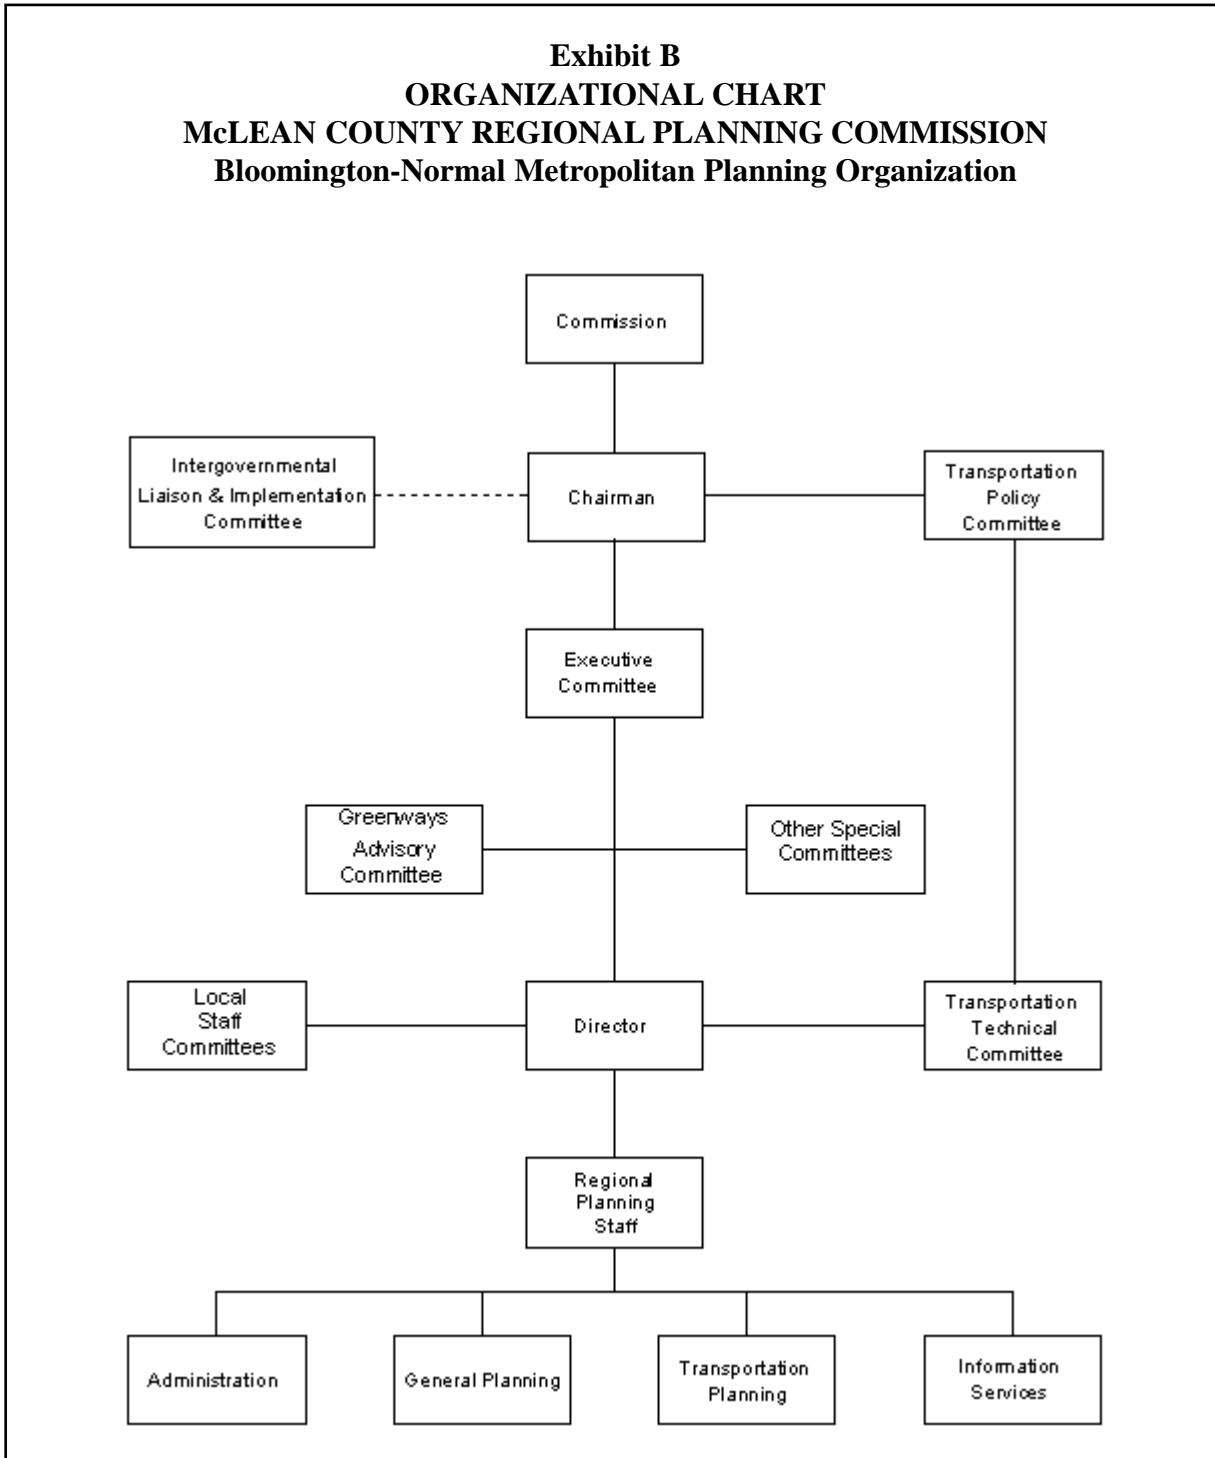 Exhibit B
ORGANIZATIONAL CHART
McLEAN COUNTY REGIONAL PLANNING COMMISSION
Bloomington-Normal Metropolitan Planning Organization
Commission
Intergovernmental
Liaison & Implementation
Committee
Chairman
Transportation
Policy
Committee
Executive
Committee
Greenways
Advisory
Committee
Other Special
Committees
Local
Staff
Committees
Director
Transportation
Technical
Committee
Regional
Planning
Staff
Administration
General Planning
Transportation
Planning
Information
Services